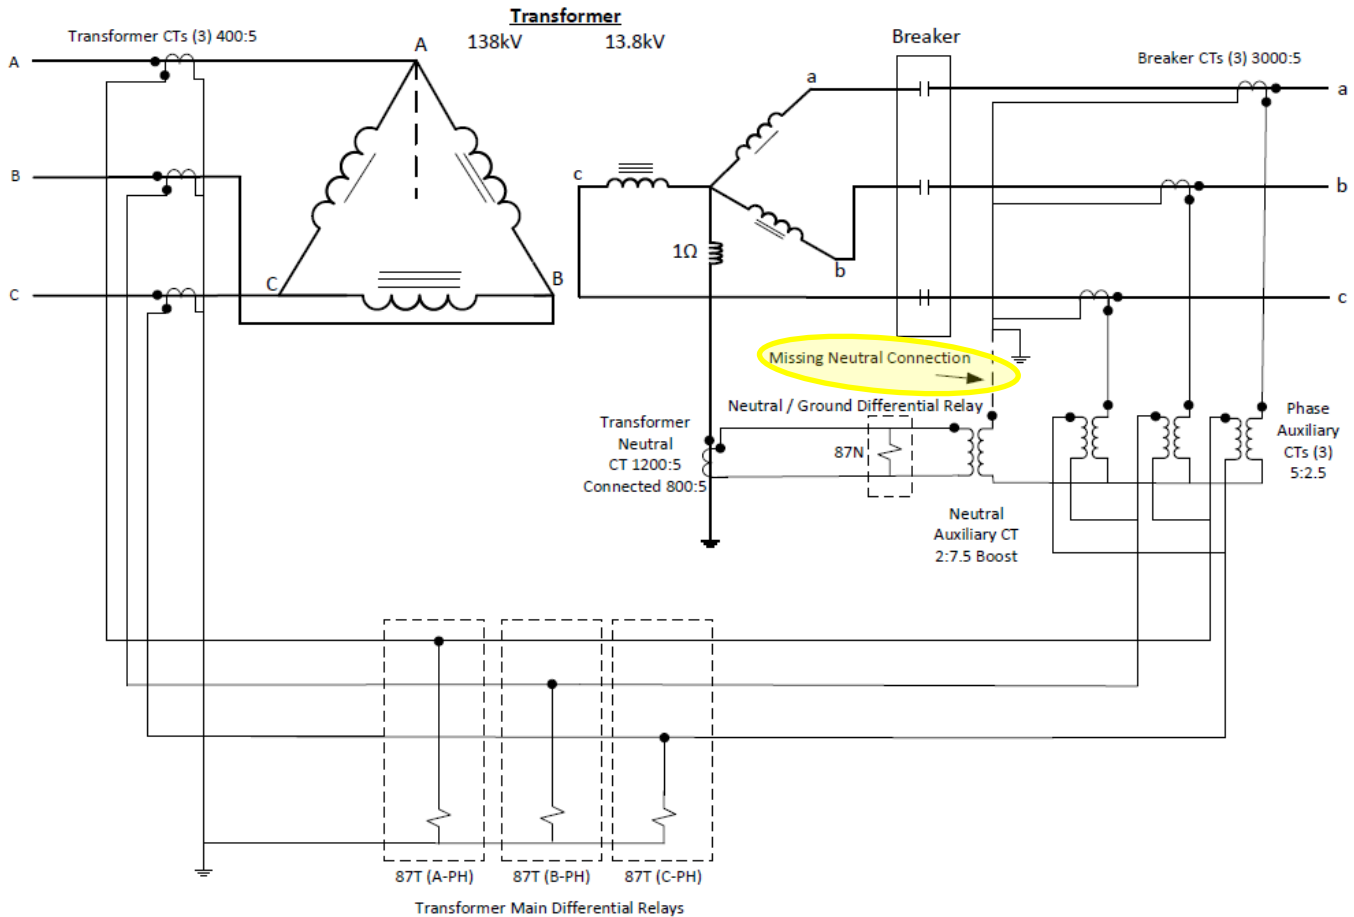 Transformer
138kV
13.8kV
Transformer CTs (3) 400:5
Breaker
Breaker CTs (3) 3000:5
A
A
a
a
B
c
b
1Ω
b
C
C
B
c
Missing Neutral Connection
Neutral / Ground Differential Relay
Transformer
Neutral
CT 1200:5
Connected 800:5
87N
Phase
Auxiliary
CTs (3)
5:2.5
Neutral
Auxiliary CT
2:7.5 Boost
87T (A-PH)
87T (B-PH)
87T (C-PH)
Transformer Main Differential Relays